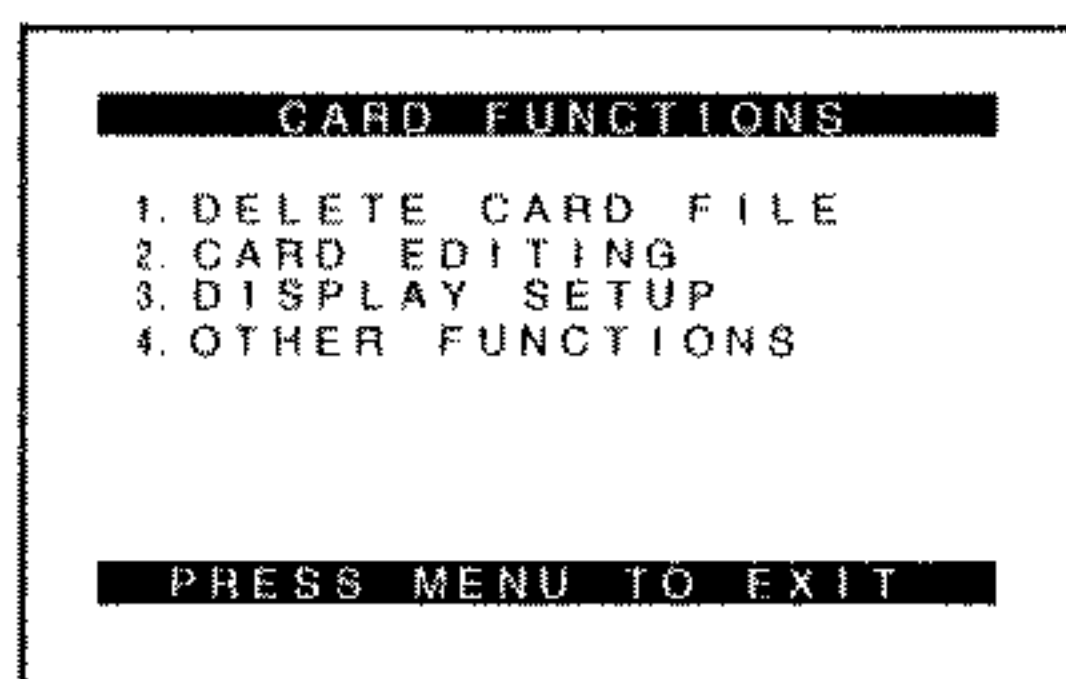 CARD FUNCTIONS
1. DELETE CARD FILE
2. CARD EDITING
3. DISPLAY SETUP
4. OTHER FUNCTIONS
PRESS MENU TO EXIT